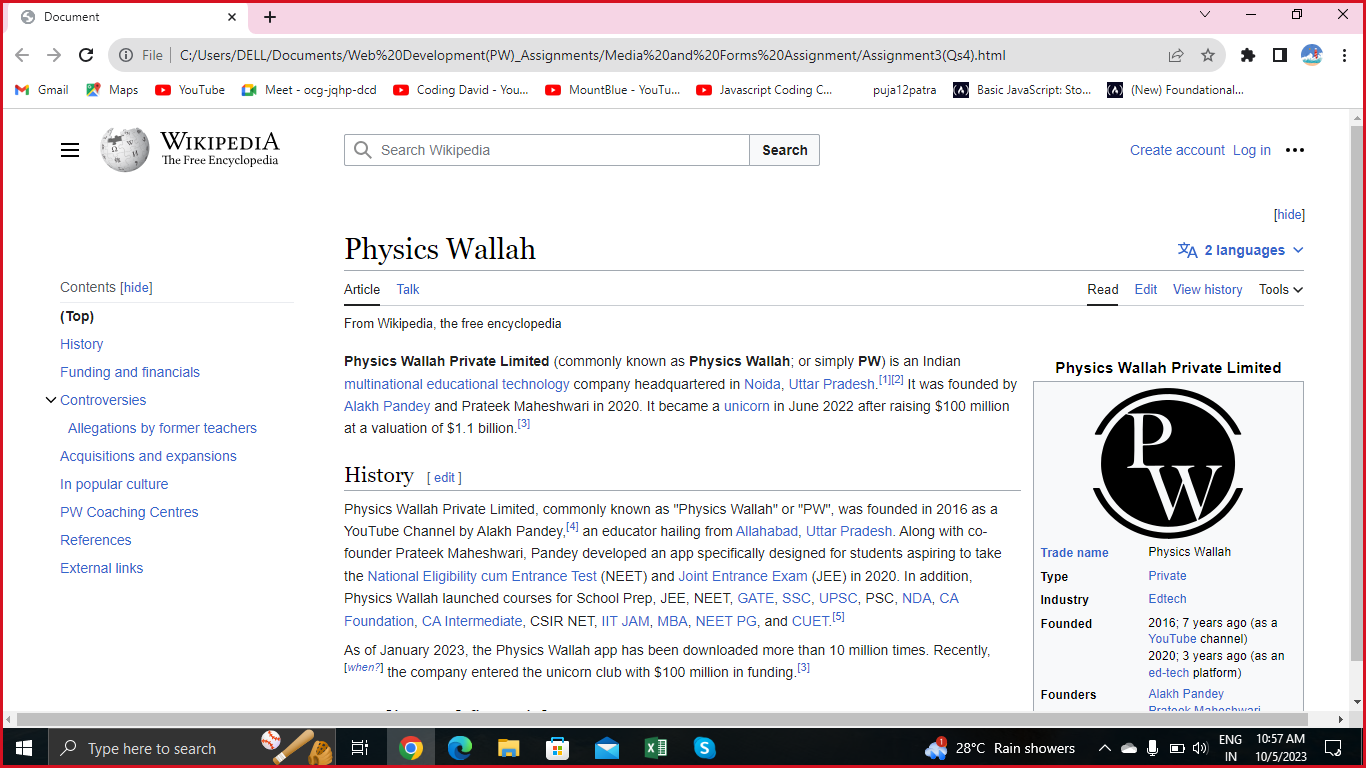 Document
File
C:/Users/DELL/Documents/Web%20Development(PW)_Assignments/Media%20and%20Forms%20Assignment/Assignment3(Qs4).html
Gmail
Maps
YouTube
Meet - ocg-jqhp-dcd
Coding David - You...
MountBlue - YouTu...
Javascript Coding C...
puja12patra
Basic JavaScript: Sto...
(New) Foundational...
WIKIPEDIA
The Free Encyclopedia
Search Wikipedia
Search
Create account Log in
[hide]
Physics Wallah
2 languages
Contents [hide]
(Top)
History
Funding and financials
Controversies
Allegations by former teachers
Acquisitions and expansions
In popular culture
PW Coaching Centres
References
External links
Article Talk
Read Edit View history Tools
From Wikipedia, the free encyclopedia
Physics Wallah Private Limited (commonly known as Physics Wallah; or simply PW) is an Indian
multinational educational technology company headquartered in Noida, Uttar Pradesh.[1][2] It was founded by
Alakh Pandey and Prateek Maheshwari in 2020. It became a unicorn in June 2022 after raising $100 million
at a valuation of $1.1 billion.[3]
History [ edit ]
Physics Wallah Private Limited, commonly known as "Physics Wallah" or "PW", was founded in 2016 as a
YouTube Channel by Alakh Pandey,[4] an educator hailing from Allahabad, Uttar Pradesh. Along with co-
founder Prateek Maheshwari, Pandey developed an app specifically designed for students aspiring to take
the National Eligibility cum Entrance Test (NEET) and Joint Entrance Exam (JEE) in 2020. In addition,
Physics Wallah launched courses for School Prep, JEE, NEET, GATE, SSC, UPSC, PSC, NDA, CA
Foundation, CA Intermediate, CSIR NET, IIT JAM, MBA, NEET PG, and CUET.[5]
As of January 2023, the Physics Wallah app has been downloaded more than 10 million times. Recently,
[when?] the company entered the unicorn club with $100 million in funding.[3]
Physics Wallah Private Limited
PW
Trade name Physics Wallah
Type Private
Industry Edtech
Founded 2016; 7 years ago (as a
YouTube channel)
2020; 3 years ago (as an
ed-tech platform)
Founders Alakh Pandey
Prateek Maheshwari
Type here to search
1
28°C Rain showers
ENG
IN
10:57 AM
10/5/2023